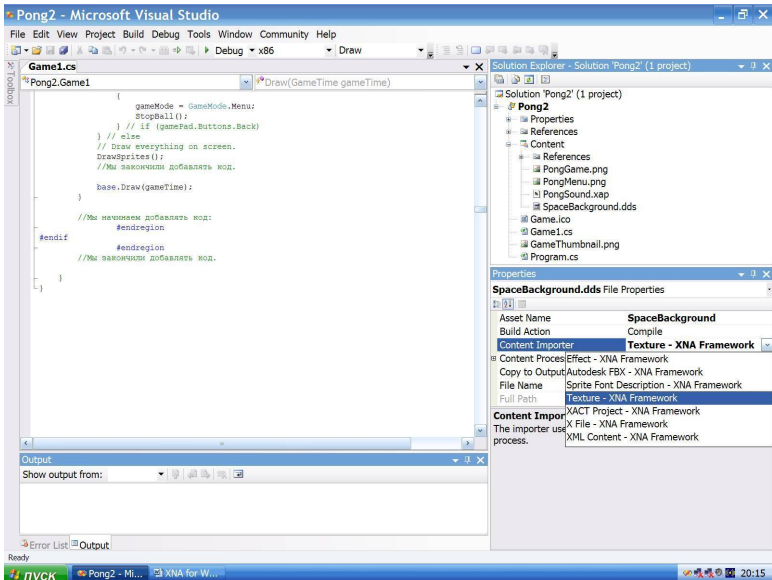 Pong2 - Microsoft Visual Studio
File Edit View Project Build Debug Tools Window Community Help
Debug x86 Draw
Toolbox
Game1.cs
Pong2.Game1 Draw(GameTime gameTime)
{
gameMode = GameMode.Menu;
StopBall();
} // if (gamePad.Buttons.Back)
} // else
// Draw everything on screen.
DrawSprites();
//Мы закончили добавлять код.
base.Draw(gameTime);
}
//Мы начинаем добавлять код:
#endregion
#endif
#endregion
//Мы закончили добавлять код.
}
}
Solution Explorer - Solution 'Pong2' (1 project)
Solution 'Pong2' (1 project)
Pong2
Properties
References
Content
References
PongGame.png
PongMenu.png
PongSound.xap
SpaceBackground.dds
Game.ico
Game1.cs
GameThumbnail.png
Program.cs
Properties
SpaceBackground.dds File Properties
Asset Name SpaceBackground
Build Action Compile
Content Importer Texture - XNA Framework
Content Proces Effect - XNA Framework
Copy to Output Autodesk FBX - XNA Framework
File Name Sprite Font Description - XNA Framework
Full Path Texture - XNA Framework
Content Impor XACT Project - XNA Framework
The importer use X File - XNA Framework
process. XML Content - XNA Framework
Output
Show output from:
Error List Output
Ready
пуск Pong2 - Mi... XNA for W... 20:15